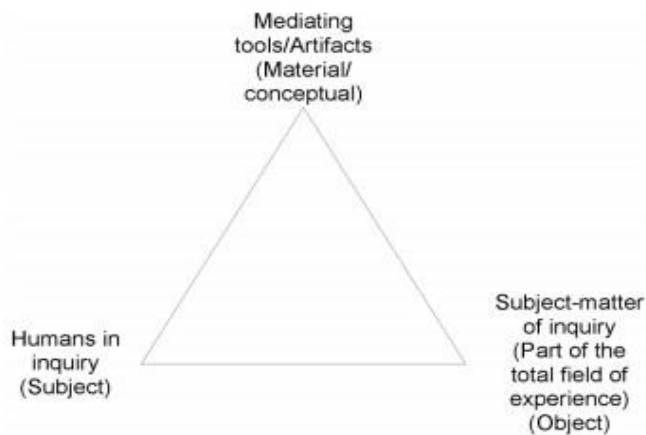 Mediating
tools/Artifacts
(Material/
conceptual)
Humans in
inquiry
(Subject)
Subject-matter
of inquiry
(Part of the
total field of
experience)
(Object)